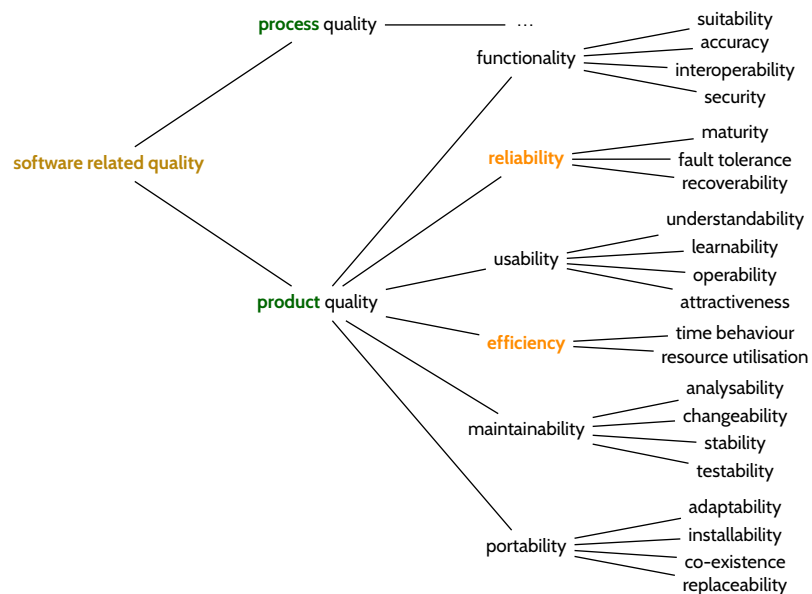 process quality
...
suitability
accuracy
functionality
interoperability
security
software related quality
maturity
reliability
fault tolerance
recoverability
understandability
learnability
usability
operability
attractiveness
product quality
time behaviour
efficiency
resource utilisation
analysability
changeability
maintainability
stability
testability
adaptability
installability
portability
co-existence
replaceability